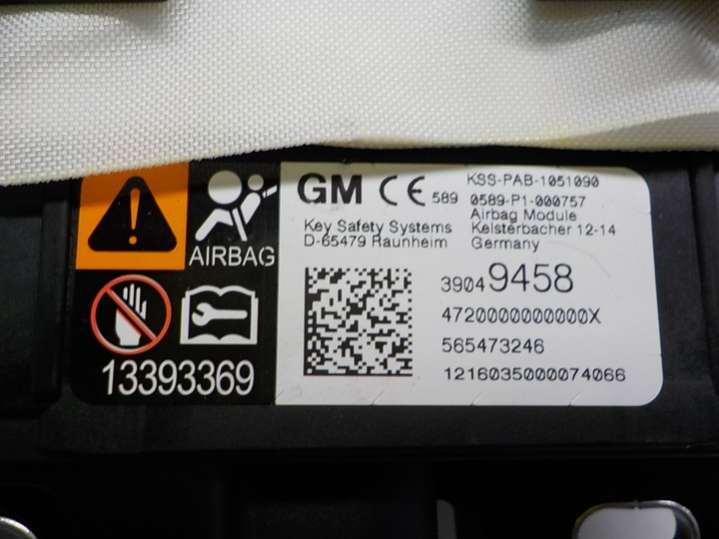 AIRBAG
13393369
GM CE 589
KSS-PAB-1051090
0589-P1-000757
Airbag Module
Key Safety Systems
Kelsterbacher 12-14
D-65479 Raunheim
Germany
39049458
4720000000000X
565473246
1216035000074066